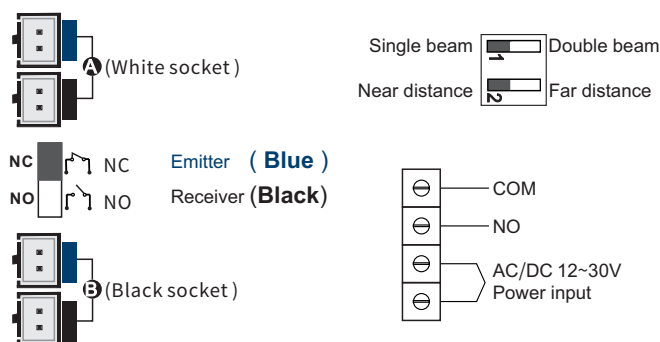 A (White socket )
NC NC
NO NO
Emitter ( Blue )
Receiver (Black)
B (Black socket )
Single beam 1 Double beam
Near distance 2 Far distance
COM
NO
AC/DC 12~30V
Power input